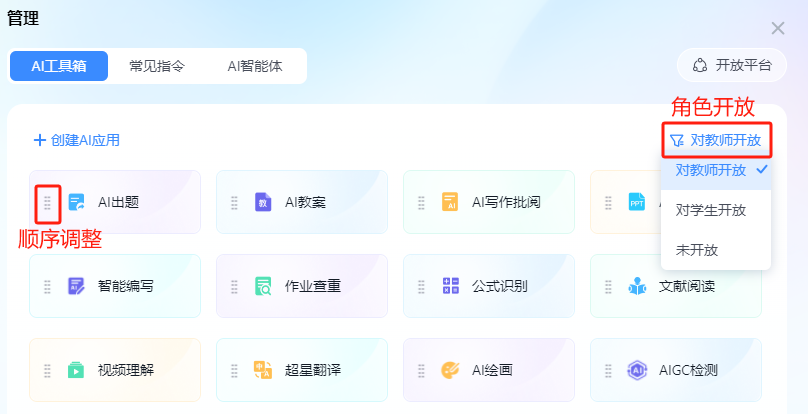 管理
AI工具箱 常见指令 AI智能体 开放平台
角色开放
创建AI应用 对教师开放
对教师开放
AI出题 AI教案 AI写作批阅 PPT
对学生开放
顺序调整
未开放
智能编写 作业查重 公式识别 文献阅读
视频理解 超星翻译 AI绘画 AIGC检测